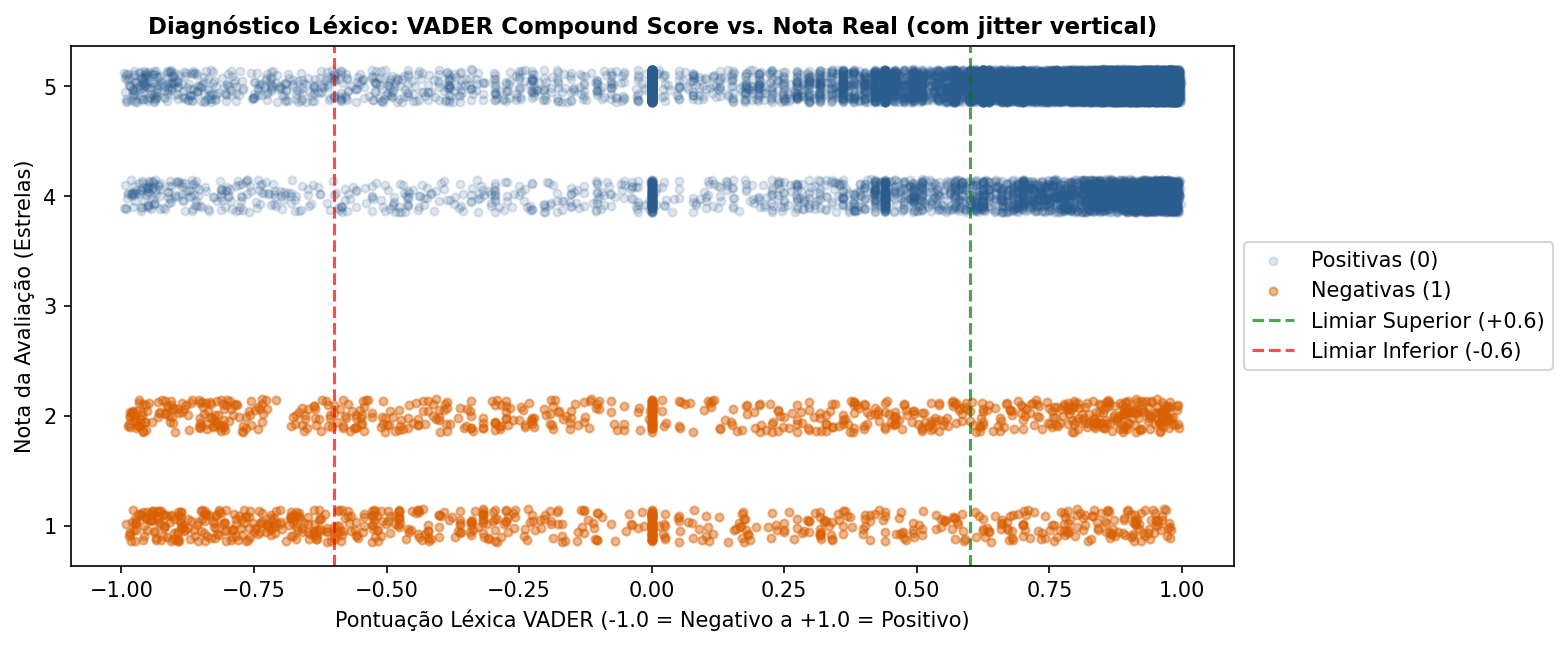 Diagnóstico Léxico: VADER Compound Score vs. Nota Real (com jitter vertical)
Nota da Avaliação (Estrelas)
5
4
3
2
1
−1.00
−0.75
−0.50
−0.25
0.00
0.25
0.50
0.75
1.00
Pontuação Léxica VADER (-1.0 = Negativo a +1.0 = Positivo)
Positivas (0)
Negativas (1)
Limiar Superior (+0.6)
Limiar Inferior (-0.6)